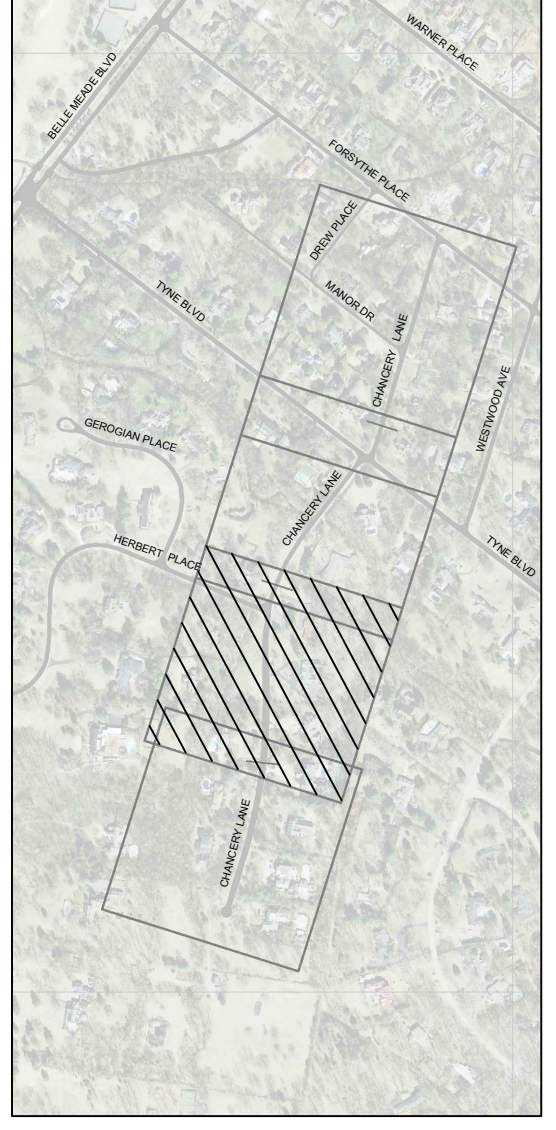 WARNER PLACE
BELLE MEADE BLVD
FORSYTHE PLACE
DREW PLACE
MANOR DR
TYNE BLVD
CHANCERY LANE
WESTWOOD AVE
GEROGIAN PLACE
CHANCERY LANE
HERBERT PLACE
TYNE BLVD
CHANCERY LANE